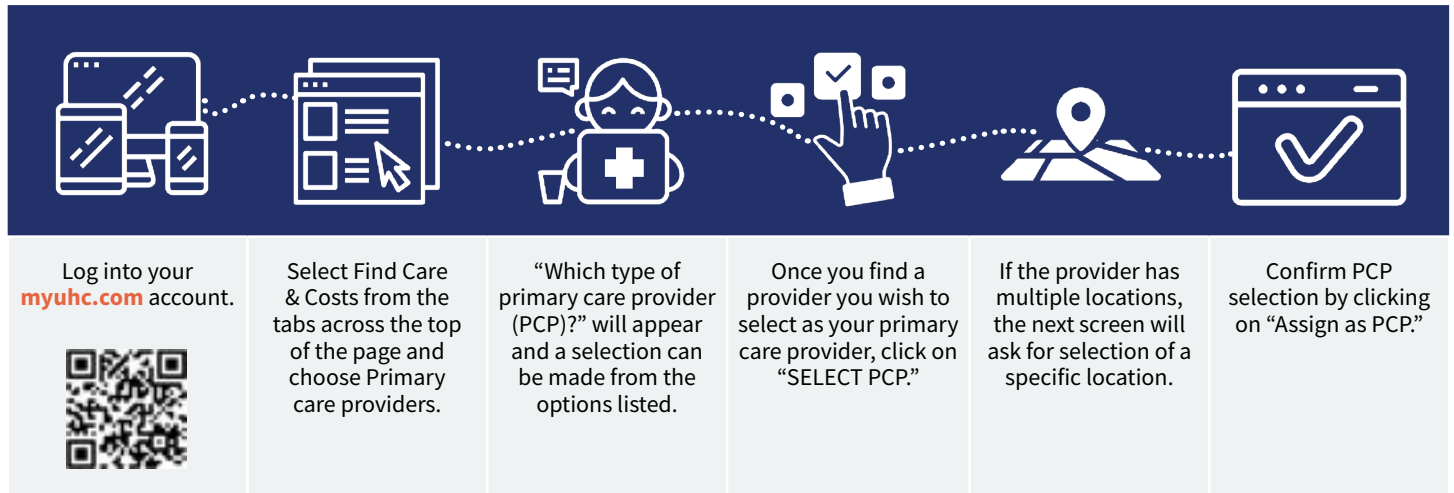 Log into your
myuhc.com account.
Select Find Care
& Costs from the
tabs across the top
of the page and
choose Primary
care providers.
“Which type of
primary care provider
(PCP)?” will appear
and a selection can
be made from the
options listed.
Once you find a
provider you wish to
select as your primary
care provider, click on
“SELECT PCP.”
If the provider has
multiple locations,
the next screen will
ask for selection of a
specific location.
Confirm PCP
selection by clicking
on “Assign as PCP.”